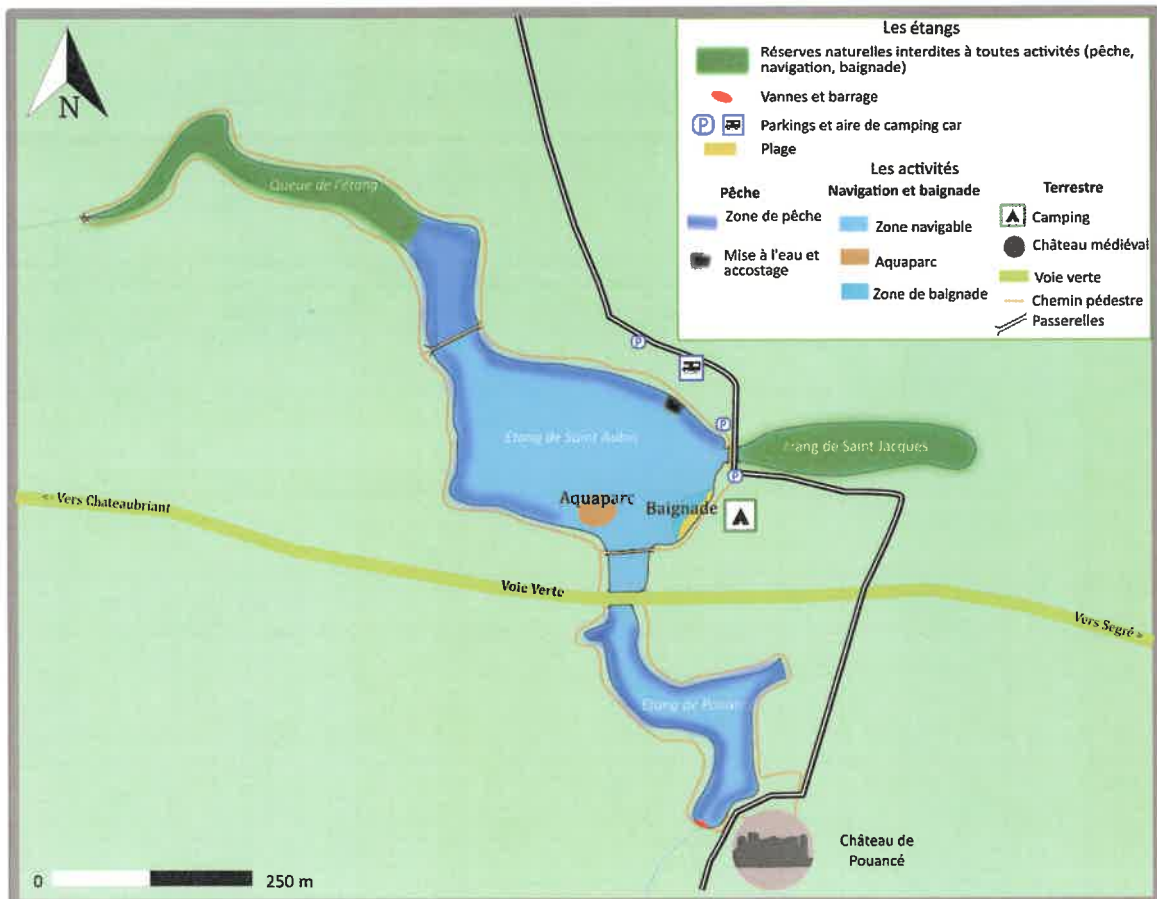 N
Les étangs
Réserves naturelles interdites à toutes activités (pêche,
navigation, baignade)
Vannes et barrage
P
Parkings et aire de camping car
Plage
Les activités
Pêche
Zone de pêche
Mise à l'eau et
accostage
Navigation et baignade
Zone navigable
Aquaparc
Zone de baignade
Terrestre
Camping
Château médiéval
Voie verte
Chemin pédestre
Passerelles
Queue de l'étang
P
P
Etang de Saint Aubin
Etang de Saint Jacques
P
<- Vers Chateaubriant
Aquaparc
Baignade
Voie Verte
Vers Segré »
Etang de
Château de
Pouancé
0
250 m